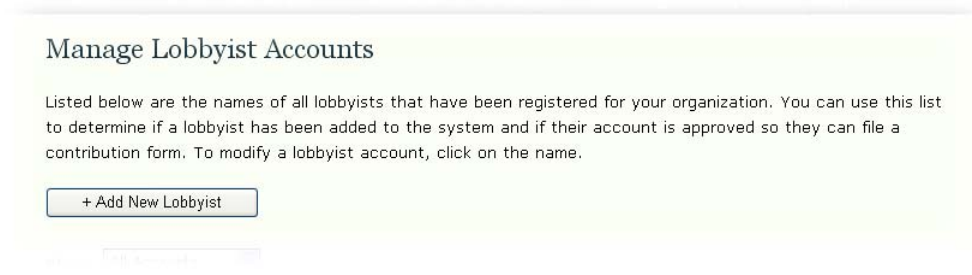 Manage Lobbyist Accounts
Listed below are the names of all lobbyists that have been registered for your organization. You can use this list
to determine if a lobbyist has been added to the system and if their account is approved so they can file a
contribution form. To modify a lobbyist account, click on the name.
+ Add New Lobbyist